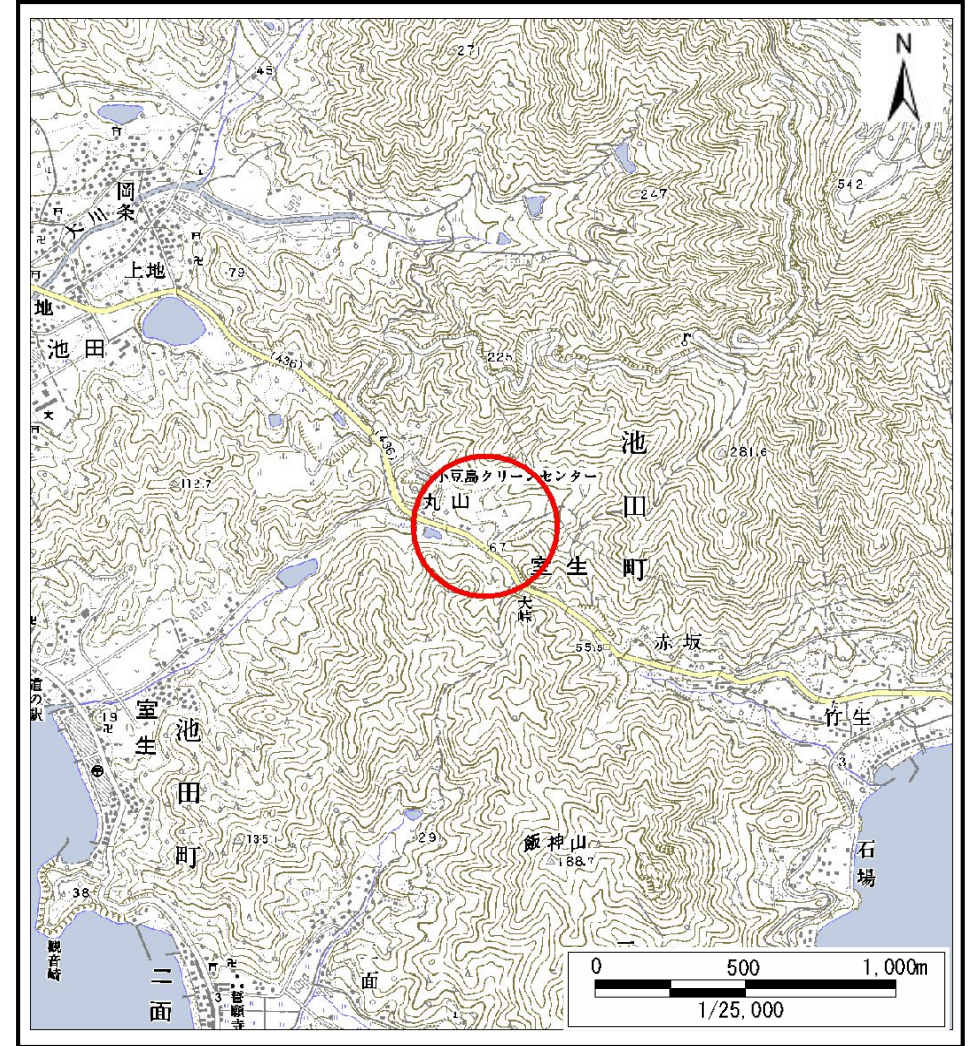 N
271
45
542
岡条
247
大川
上地
79
地
池田
(436)
225
(436)
池田町
281.6
小豆島クリーンセンター
112.7
丸山
67
室生
大峠
55.5
赤坂
道の駅
竹生
室生
19
池田町
3
29
135.1
飯神山
188.7
石場
38
観音崎
二面
3
誓願寺
面
0 500 1,000m
1/25,000